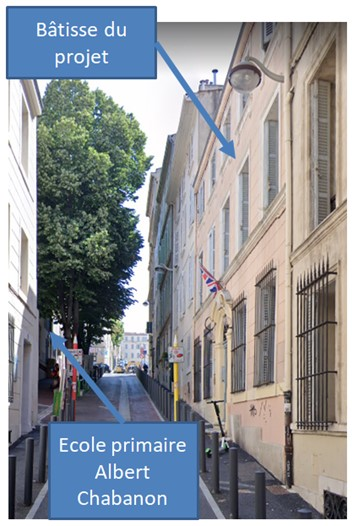 Bâtisse du
projet
Ecole primaire
Albert
Chabanon